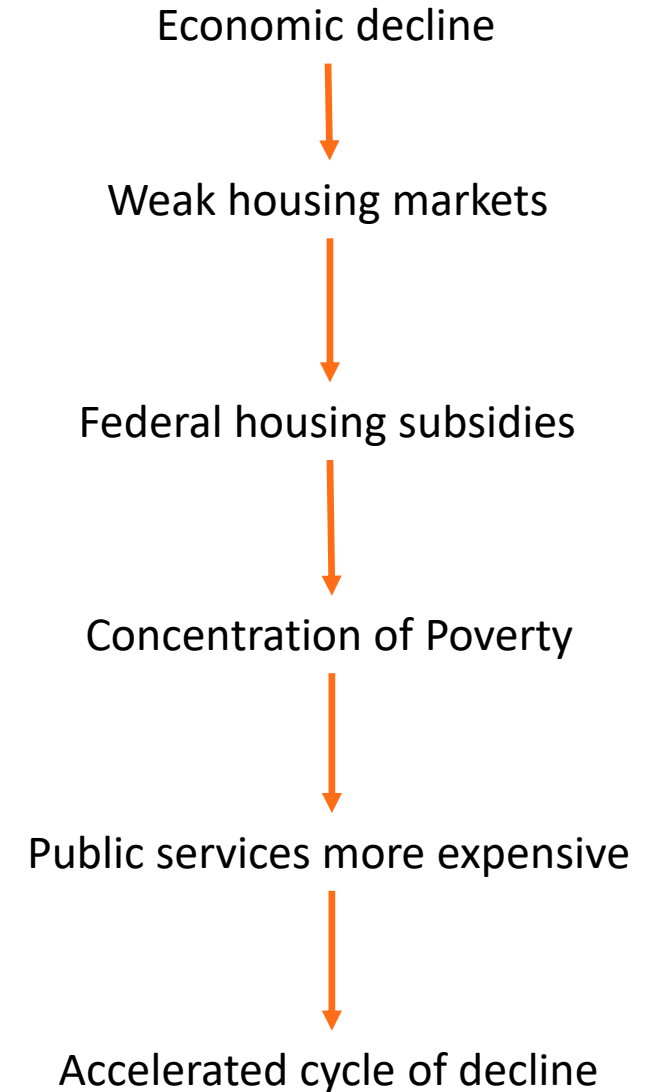 Economic decline
Weak housing markets
Federal housing subsidies
Concentration of Poverty
Public services more expensive
Accelerated cycle of decline